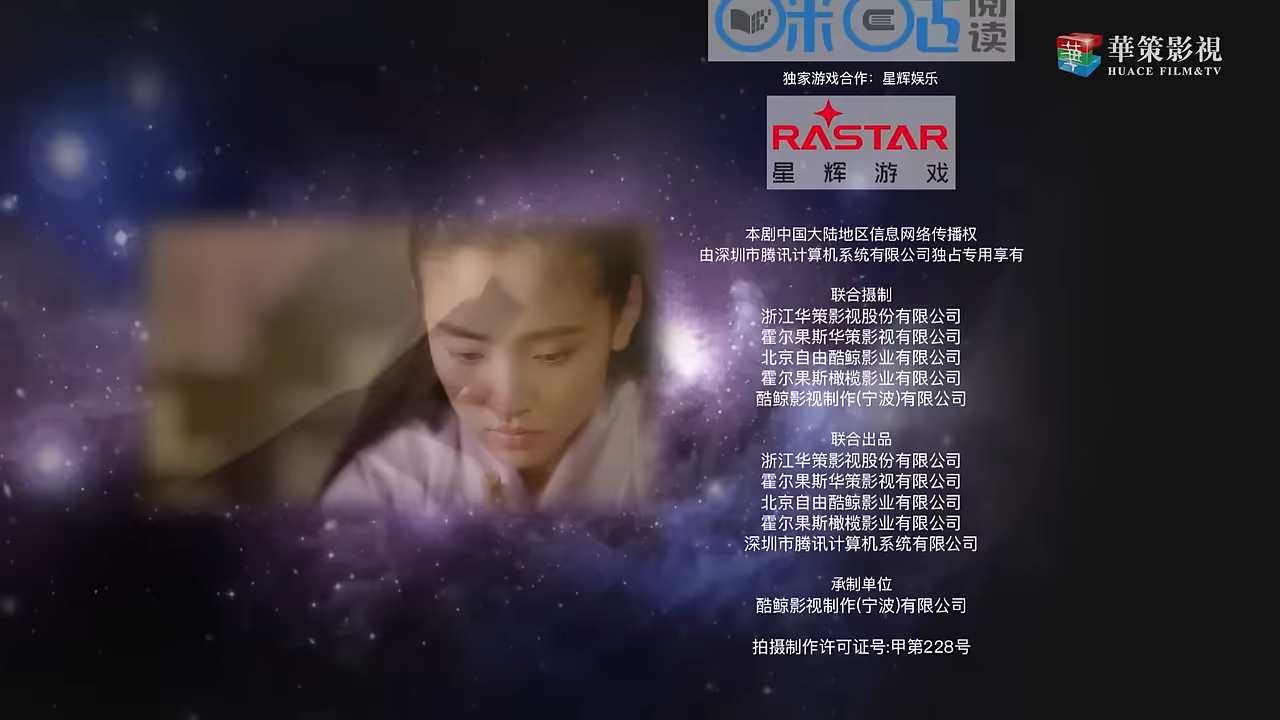 咪咕
阅读
華策影視
HUACE FILM&TV
独家游戏合作：星辉娱乐
RASTAR
星辉游戏
本剧中国大陆地区信息网络传播权
由深圳市腾讯计算机系统有限公司独占专用享有
联合摄制
浙江华策影视股份有限公司
霍尔果斯华策影视有限公司
北京自由酷鲸影业有限公司
霍尔果斯橄榄影业有限公司
酷鲸影视制作(宁波)有限公司
联合出品
浙江华策影视股份有限公司
霍尔果斯华策影视有限公司
北京自由酷鲸影业有限公司
霍尔果斯橄榄影业有限公司
深圳市腾讯计算机系统有限公司
承制单位
酷鲸影视制作(宁波)有限公司
拍摄制作许可证号:甲第228号